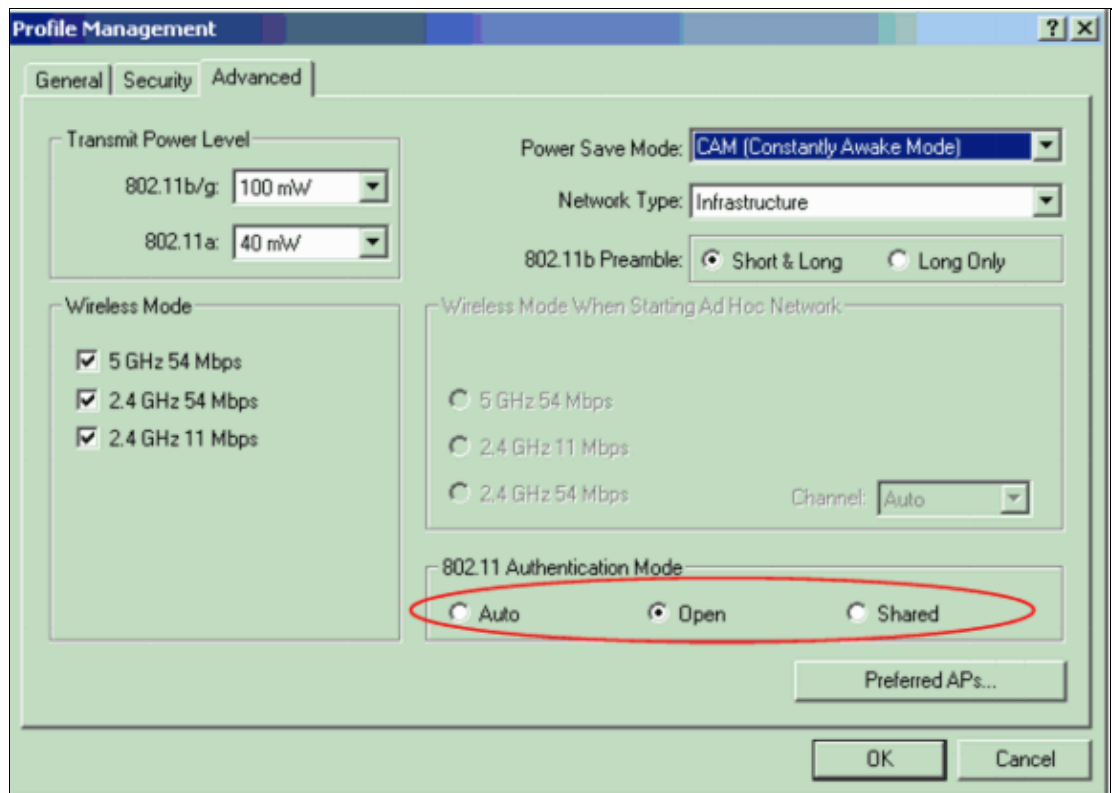 Profile Management
General Security Advanced
Transmit Power Level
802.11b/g: 100 mW
802.11a: 40 mW
Power Save Mode: CAM (Constantly Awake Mode)
Network Type: Infrastructure
802.11b Preamble: Short & Long Long Only
Wireless Mode
5 GHz 54 Mbps
2.4 GHz 54 Mbps
2.4 GHz 11 Mbps
Wireless Mode When Starting Ad Hoc Network
5 GHz 54 Mbps
2.4 GHz 11 Mbps
2.4 GHz 54 Mbps Channel: Auto
802.11 Authentication Mode
Auto Open Shared
Preferred APs...
OK Cancel